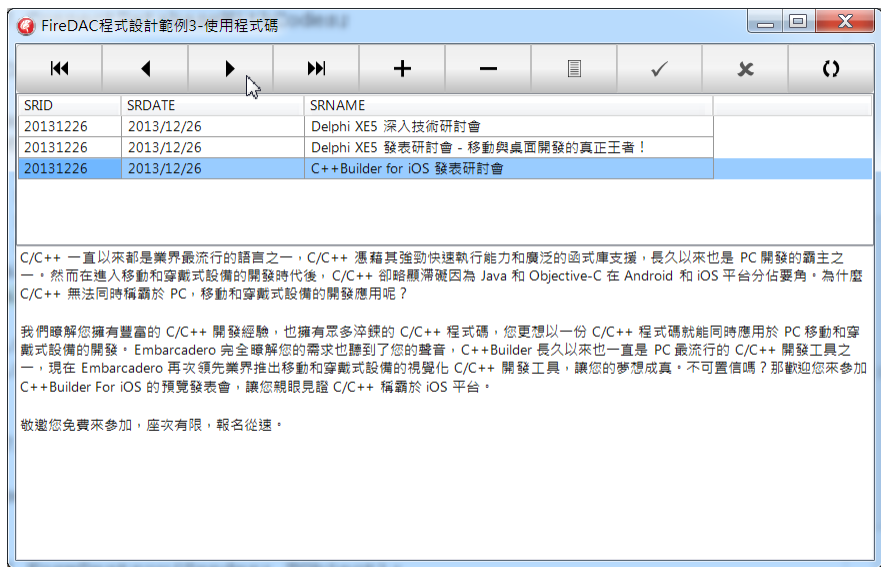 FireDAC程式設計範例3-使用程式碼
SRID SRDATE SRNAME
20131226 2013/12/26 Delphi XE5 深入技術研討會
20131226 2013/12/26 Delphi XE5 發表研討會 - 移動與桌面開發的真正王者！
20131226 2013/12/26 C++Builder for iOS 發表研討會
C/C++ 一直以來都是業界最流行的語言之一，C/C++ 憑藉其強勁快速執行能力和廣泛的函式庫支援，長久以來也是 PC 開發的霸主之
一。然而在進入移動和穿戴式設備的開發時代後，C/C++ 卻略顯滯礙因為 Java 和 Objective-C 在 Android 和 iOS 平台分佔要角。為什麼
C/C++ 無法同時稱霸於 PC，移動和穿戴式設備的開發應用呢？
我們瞭解您擁有豐富的 C/C++ 開發經驗，也擁有眾多淬鍊的 C/C++ 程式碼，您更想以一份 C/C++ 程式碼就能同時應用於 PC 移動和穿
戴式設備的開發。Embarcadero 完全瞭解您的需求也聽到了您的聲音，C++Builder 長久以來也一直是 PC 最流行的 C/C++ 開發工具之
一，現在 Embarcadero 再次領先業界推出移動和穿戴式設備的視覺化 C/C++ 開發工具，讓您的夢想成真。不可置信嗎？那歡迎您來參加
C++Builder For iOS 的預覽發表會，讓您親眼見證 C/C++ 稱霸於 iOS 平台。
敬邀您免費來參加，座次有限，報名從速。